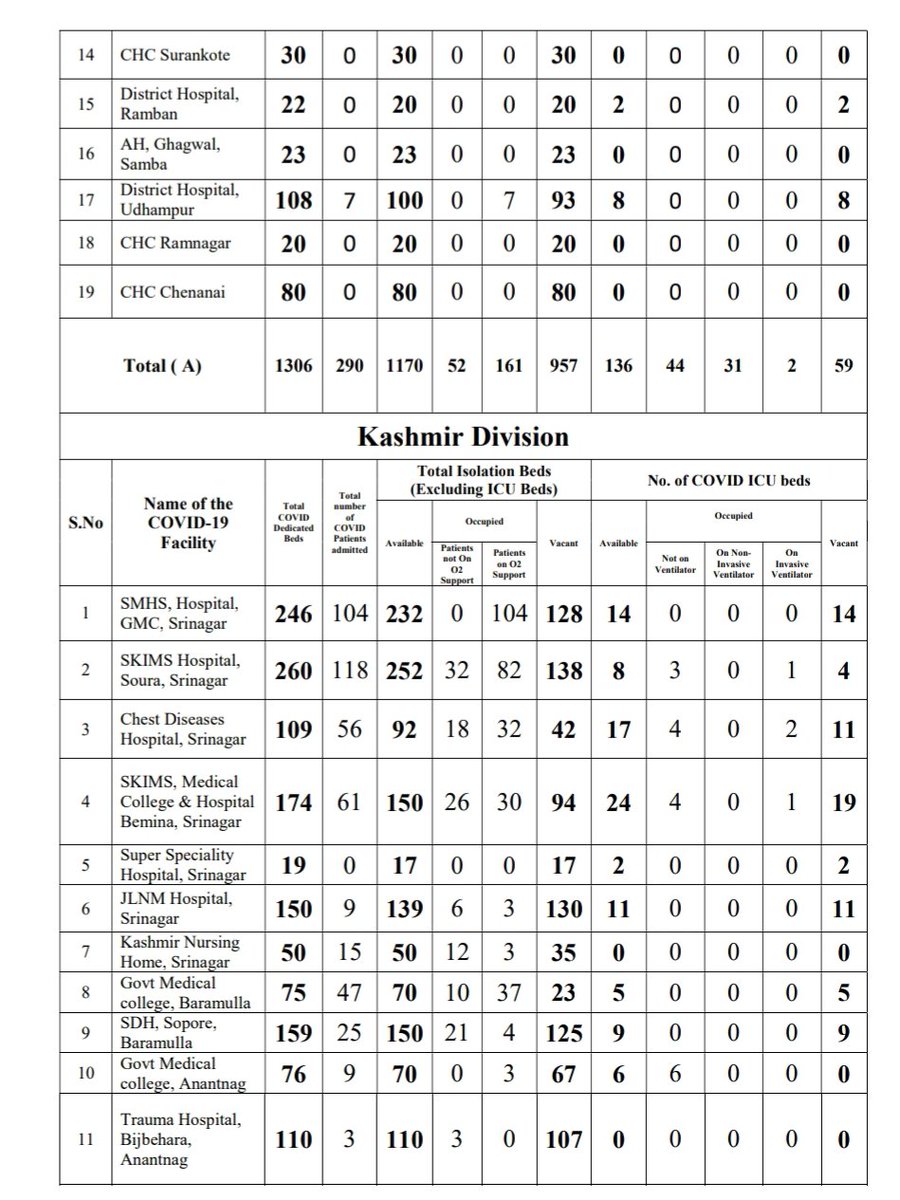 14 CHC Surankote 30 0 30 0 0 30 0 0 0 0 0
15 District Hospital, Ramban 22 0 20 0 0 20 2 0 0 0 2
16 AH, Ghagwal, Samba 23 0 23 0 0 23 0 0 0 0 0
17 District Hospital, Udhampur 108 7 100 0 7 93 8 0 0 0 8
18 CHC Ramnagar 20 0 20 0 0 20 0 0 0 0 0
19 CHC Chenanai 80 0 80 0 0 80 0 0 0 0 0
Total ( A) 1306 290 1170 52 161 957 136 44 31 2 59
Kashmir Division
S.No
Name of the
COVID-19
Facility
Total
COVID
Dedicated
Beds
Total
number
of
COVID
Patients
admitted
Total Isolation Beds
(Excluding ICU Beds)
Available
Occupied
Patients
not On
O2
Support
Patients
on O2
Support
Vacant
No. of COVID ICU beds
Available
Occupied
Not on
Ventilator
On Non-
Invasive
Ventilator
On
Invasive
Ventilator
Vacant
1 SMHS, Hospital, GMC, Srinagar 246 104 232 0 104 128 14 0 0 0 14
2 SKIMS Hospital, Soura, Srinagar 260 118 252 32 82 138 8 3 0 1 4
3 Chest Diseases Hospital, Srinagar 109 56 92 18 32 42 17 4 0 2 11
4 SKIMS, Medical College & Hospital Bemina, Srinagar 174 61 150 26 30 94 24 4 0 1 19
5 Super Speciality Hospital, Srinagar 19 0 17 0 0 17 2 0 0 0 2
6 JLNM Hospital, Srinagar 150 9 139 6 3 130 11 0 0 0 11
7 Kashmir Nursing Home, Srinagar 50 15 50 12 3 35 0 0 0 0 0
8 Govt Medical college, Baramulla 75 47 70 10 37 23 5 0 0 0 5
9 SDH, Sopore, Baramulla 159 25 150 21 4 125 9 0 0 0 9
10 Govt Medical college, Anantnag 76 9 70 0 3 67 6 6 0 0 0
11 Trauma Hospital, Bijbehara, Anantnag 110 3 110 3 0 107 0 0 0 0 0